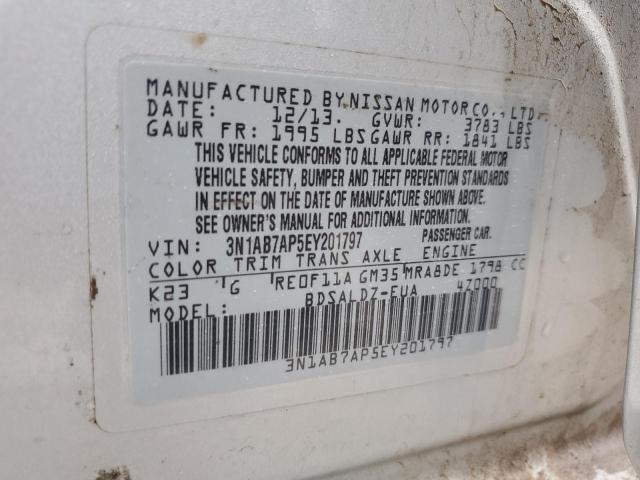 MANUFACTURED BY NISSAN MOTOR CO., LTD.
DATE: 12/13. GVWR: 3783 LBS
GAWR FR: 1995 LBS GAWR RR: 1841 LBS
THIS VEHICLE CONFORMS TO ALL APPLICABLE FEDERAL MOTOR
VEHICLE SAFETY, BUMPER AND THEFT PREVENTION STANDARDS
IN EFFECT ON THE DATE OF MANUFACTURE SHOWN ABOVE.
SEE OWNER'S MANUAL FOR ADDITIONAL INFORMATION.
VIN: 3N1AB7AP5EY201797 PASSENGER CAR.
COLOR TRIM TRANS AXLE ENGINE
K23 G RE0F11A GM35 MRA8DE 1798 CC
MODEL: BDSALDZ-EUA 4Z000
3N1AB7AP5EY201797